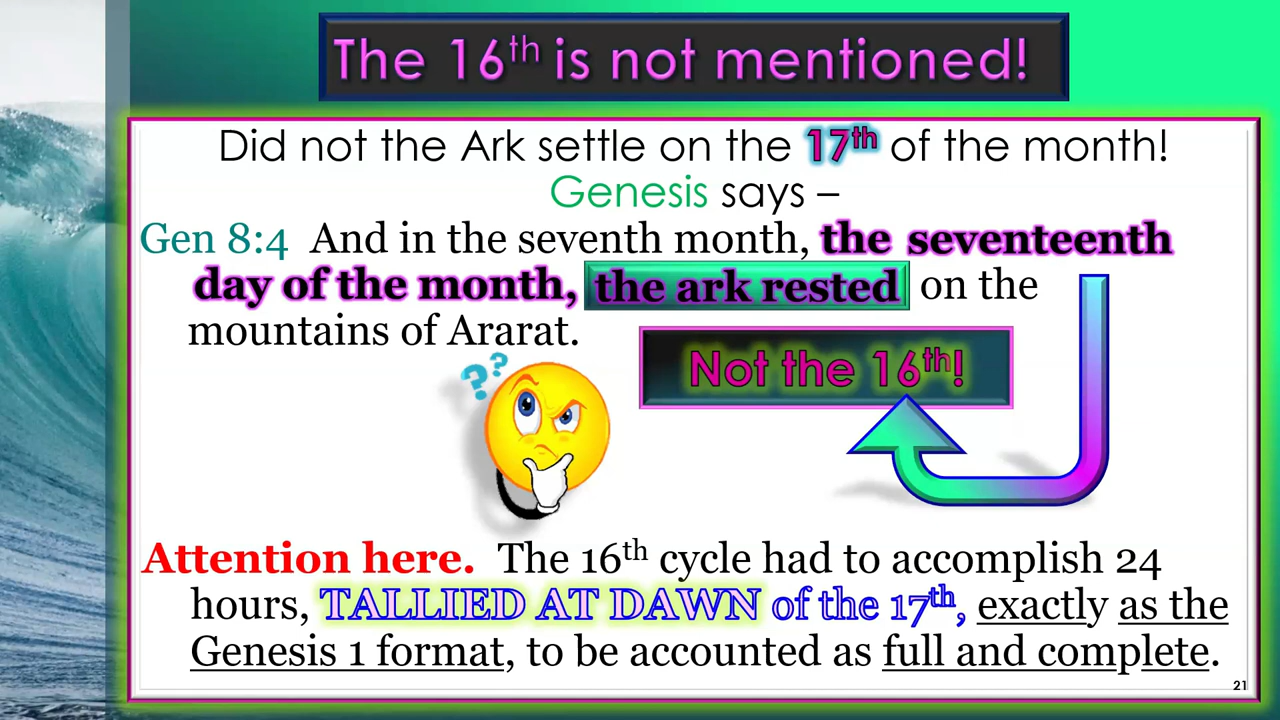 The 16th is not mentioned!
Did not the Ark settle on the 17th of the month!
Genesis says –
Gen 8:4 And in the seventh month, the seventeenth
day of the month, the ark rested on the
mountains of Ararat.
Not the 16th!
??
Attention here. The 16th cycle had to accomplish 24
hours, TALLIED AT DAWN of the 17th, exactly as the
Genesis 1 format, to be accounted as full and complete.
21